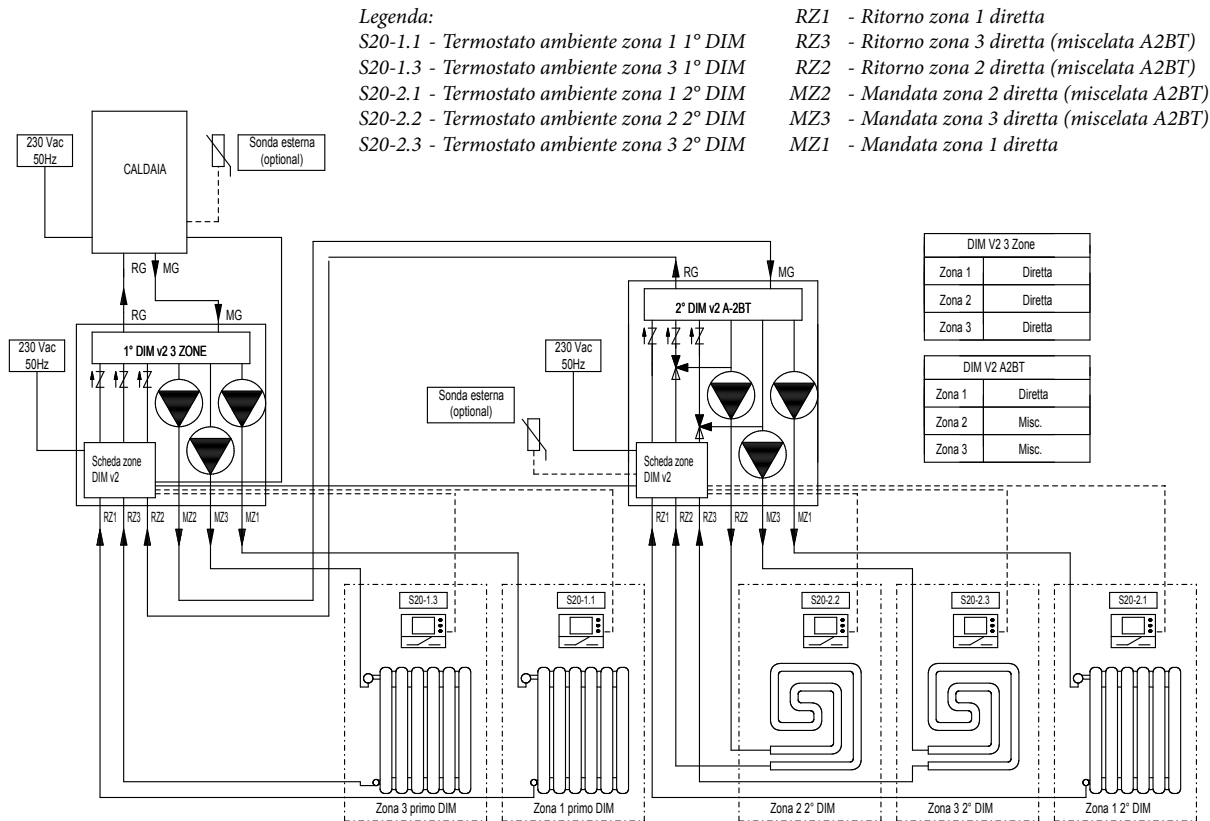 Legenda:
S20-1.1 - Termostato ambiente zona 1 1° DIM
S20-1.3 - Termostato ambiente zona 3 1° DIM
S20-2.1 - Termostato ambiente zona 1 2° DIM
S20-2.2 - Termostato ambiente zona 2 2° DIM
S20-2.3 - Termostato ambiente zona 3 2° DIM
RZ1 - Ritorno zona 1 diretta
RZ3 - Ritorno zona 3 diretta (miscelata A2BT)
RZ2 - Ritorno zona 2 diretta (miscelata A2BT)
MZ2 - Mandata zona 2 diretta (miscelata A2BT)
MZ3 - Mandata zona 3 diretta (miscelata A2BT)
MZ1 - Mandata zona 1 diretta
230 Vac
50Hz
CALDAIA
Sonda esterna
(optional)
RG MG
RG MG
1° DIM v2 3 ZONE
230 Vac
50Hz
Scheda zone
DIM v2
RZ1 RZ3 RZ2 MZ2 MZ3 MZ1
RG MG
2° DIM v2 A-2BT
230 Vac
50Hz
Sonda esterna
(optional)
Scheda zone
DIM v2
RZ1 RZ2 RZ3 RZ2 MZ3 MZ1
DIM V2 3 Zone
Zona 1 Diretta
Zona 2 Diretta
Zona 3 Diretta
DIM V2 A2BT
Zona 1 Diretta
Zona 2 Misc.
Zona 3 Misc.
S20-1.3
S20-1.1
S20-2.2
S20-2.3
S20-2.1
Zona 3 primo DIM
Zona 1 primo DIM
Zona 2 2° DIM
Zona 3 2° DIM
Zona 1 2° DIM